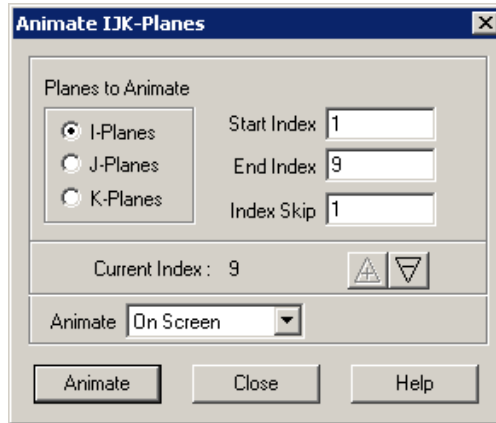 Animate IJK-Planes
Planes to Animate
I-Planes
J-Planes
K-Planes
Start Index 1
End Index 9
Index Skip 1
Current Index : 9
Animate On Screen
Animate Close Help